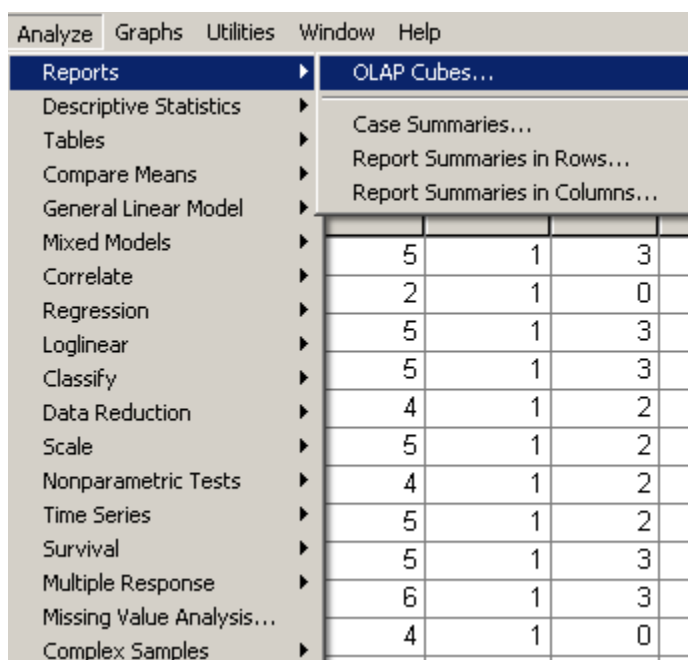 Analyze Graphs Utilities Window Help
Reports
Descriptive Statistics
Tables
Compare Means
General Linear Model
Mixed Models
Correlate
Regression
Loglinear
Classify
Data Reduction
Scale
Nonparametric Tests
Time Series
Survival
Multiple Response
Missing Value Analysis...
Complex Samples
OLAP Cubes...
Case Summaries...
Report Summaries in Rows...
Report Summaries in Columns...
5 1 3
2 1 0
5 1 3
5 1 3
4 1 2
5 1 2
4 1 2
5 1 2
5 1 3
6 1 3
4 1 0